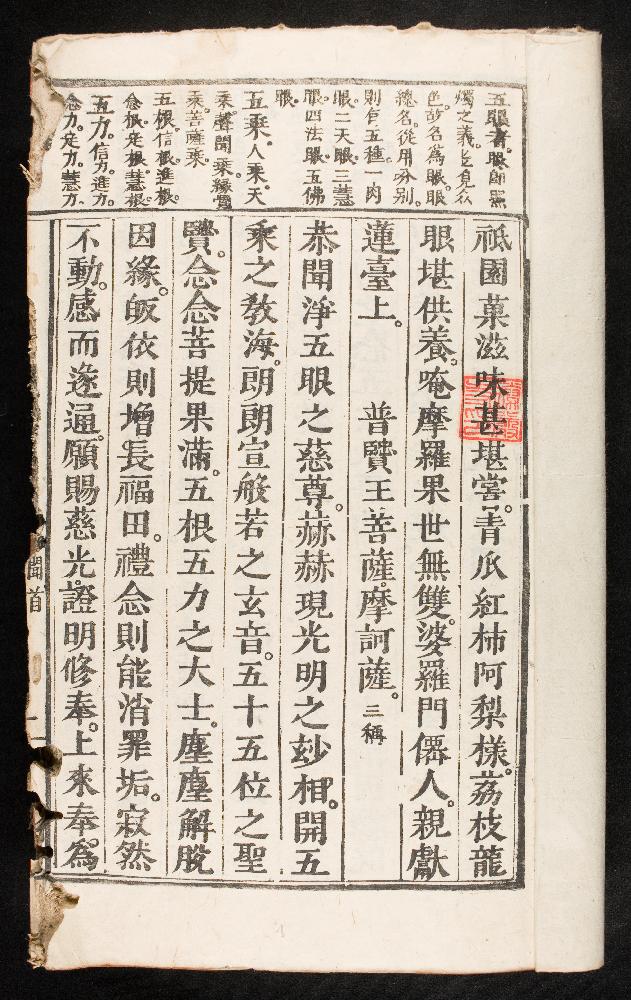 五眼者眼即照
燭之義從見衆
色故名爲眼眼
總名從用分別
則有五種一肉
眼二天眼三慧
眼四法眼五佛
眼
五乘人乘天
乘聲聞乘緣覺
乘菩薩乘
五根信根進根
念根定根慧根
五力信力進力
念力定力慧力
祗園菓滋味甚堪嘗青瓜紅柿阿梨樣荔枝龍
眼堪供養唵摩羅果世無雙婆羅門僊人親獻
蓮臺上　普賢王菩薩摩訶薩三稱
恭聞淨五眼之慈尊赫赫現光明之玅相開五
乘之敎海朗朗宣般若之玄音五十五位之聖
賢念念菩提果滿五根五力之大士塵塵解脫
因緣皈依則增長福田禮念則能消罪垢寂然
不動感而遂通願賜慈光證明修奉上來奉爲
聞首